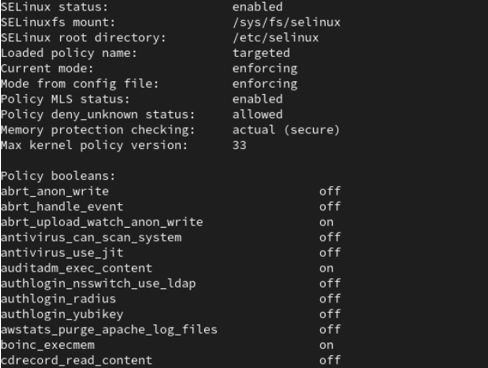 SELinux status: enabled
SELinuxfs mount: /sys/fs/selinux
SELinux root directory: /etc/selinux
Loaded policy name: targeted
Current mode: enforcing
Mode from config file: enforcing
Policy MLS status: enabled
Policy deny_unknown status: allowed
Memory protection checking: actual (secure)
Max kernel policy version: 33

Policy booleans:
abrt_anon_write off
abrt_handle_event off
abrt_upload_watch_anon_write on
antivirus_can_scan_system off
antivirus_use_jit off
auditadm_exec_content on
authlogin_nsswitch_use_ldap off
authlogin_radius off
authlogin_yubikey off
awstats_purge_apache_log_files off
boinc_execmem on
cdrecord_read_content off